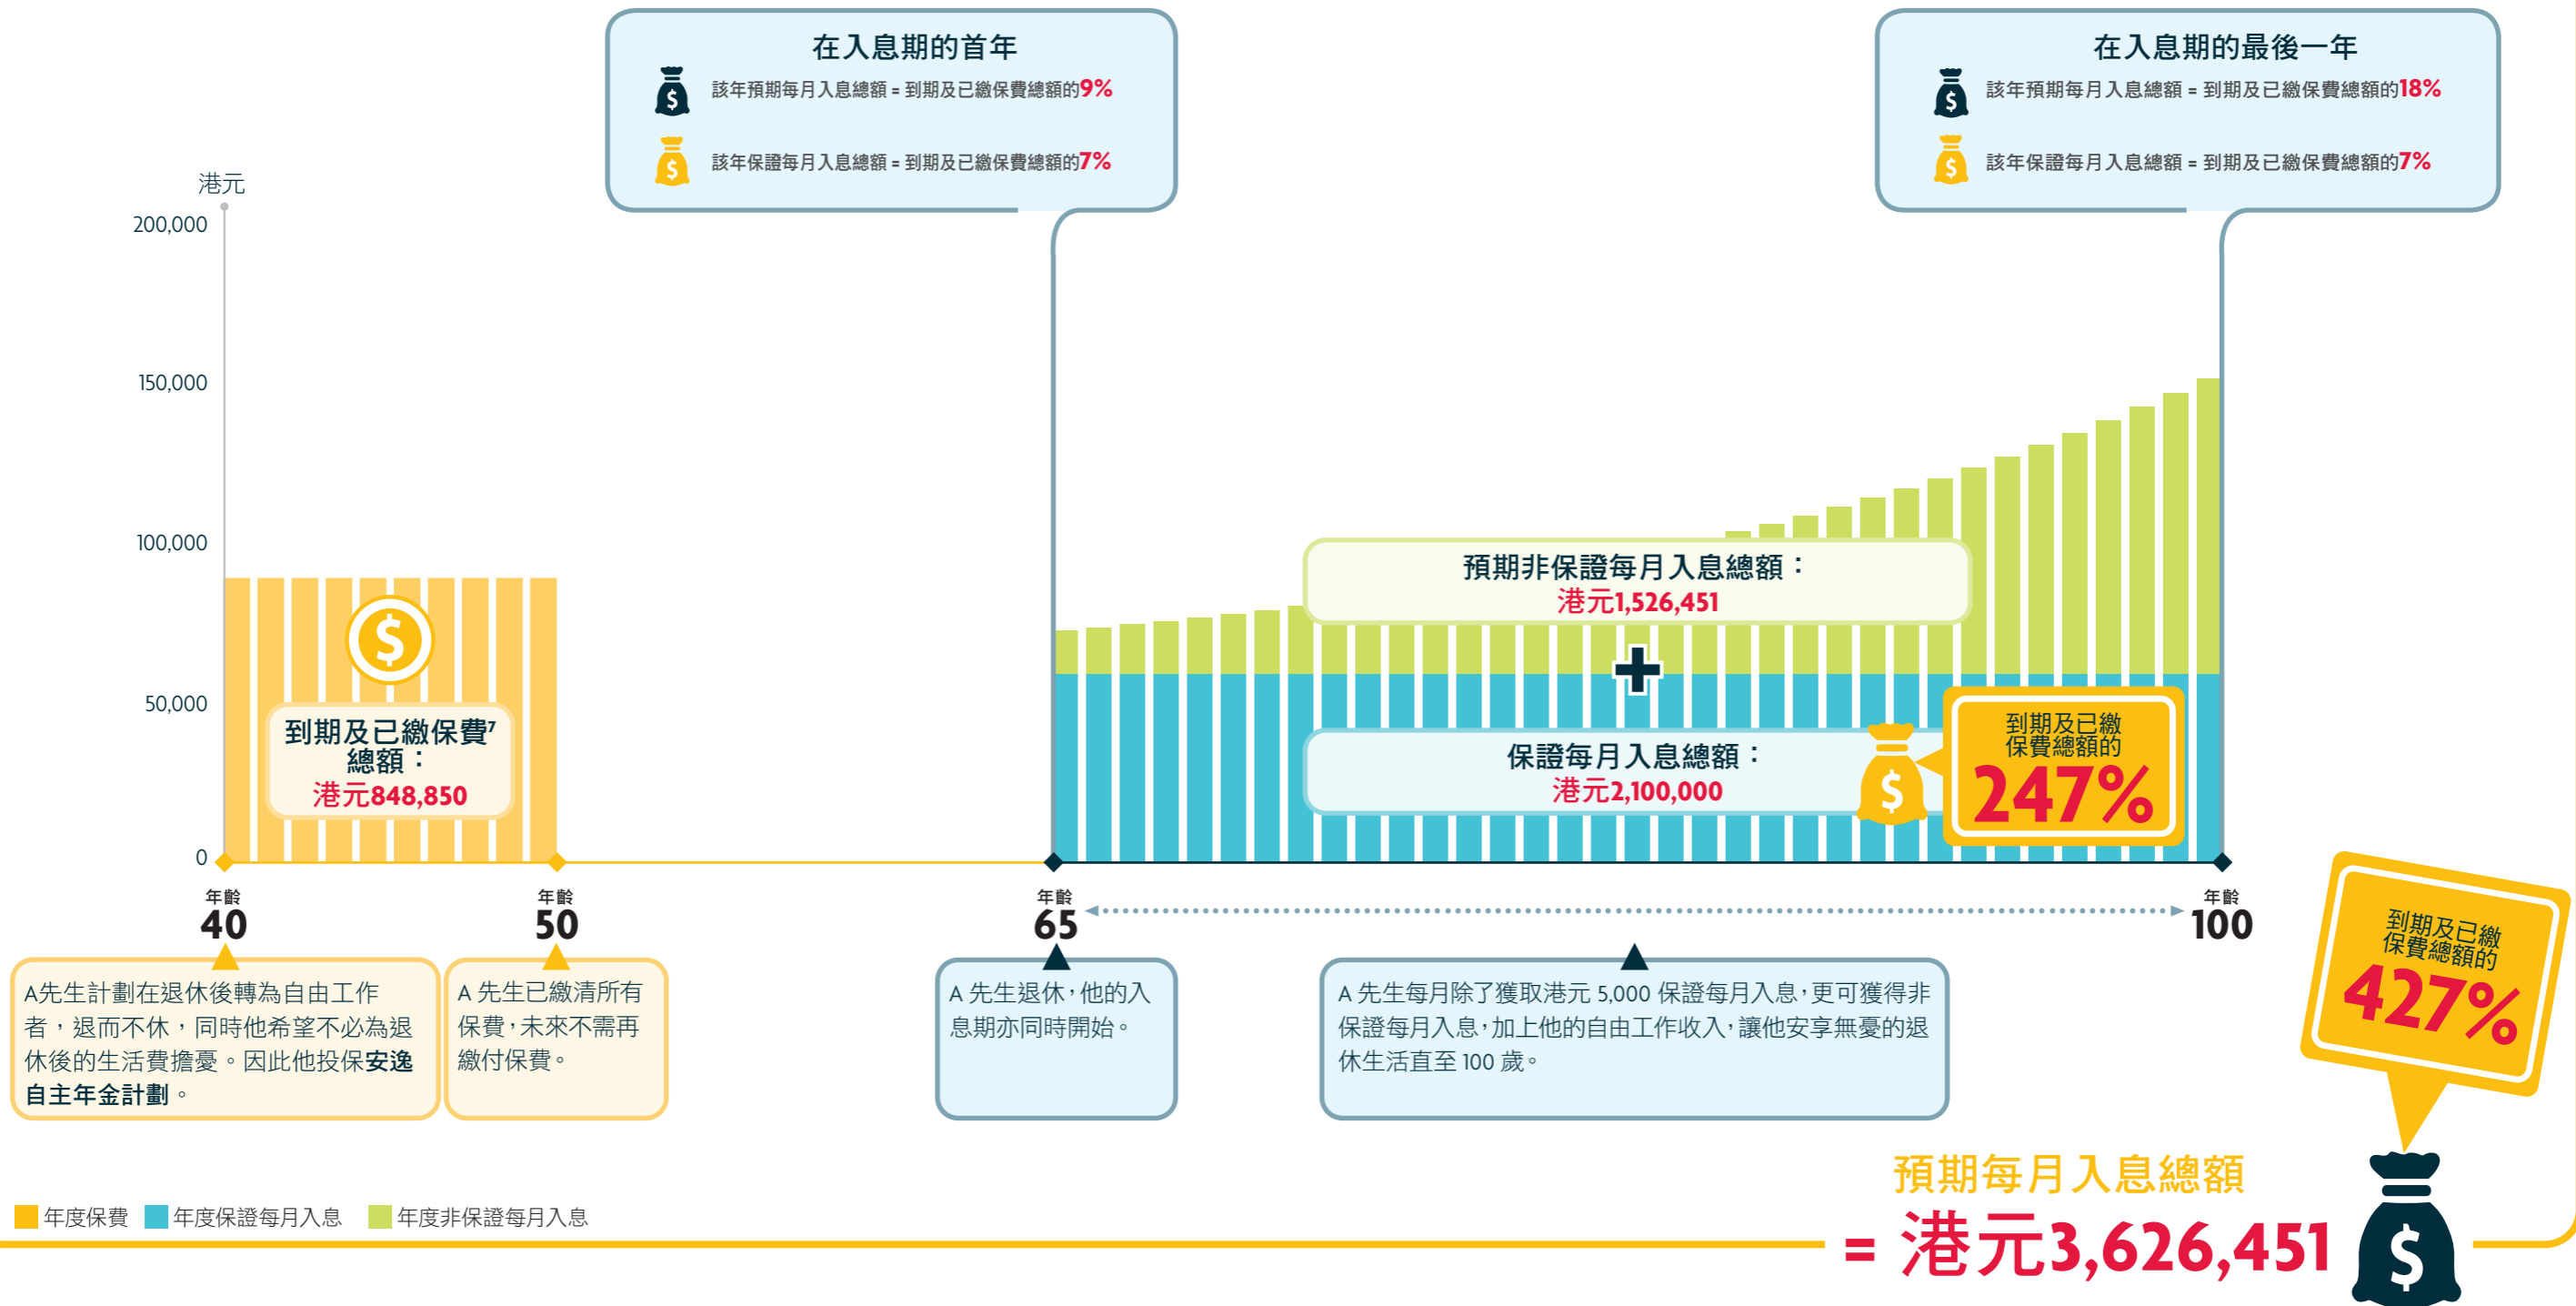 在入息期的首年
該年預期每月入息總額 = 到期及已繳保費總額的9%
該年保證每月入息總額 = 到期及已繳保費總額的7%
在入息期的最後一年
該年預期每月入息總額 = 到期及已繳保費總額的18%
該年保證每月入息總額 = 到期及已繳保費總額的7%
港元
200,000
150,000
100,000
50,000
0
到期及已繳保費7
總額：
港元848,850
預期非保證每月入息總額：
港元1,526,451
保證每月入息總額：
港元2,100,000
到期及已繳
保費總額的
247%
年齡
40
年齡
50
年齡
65
年齡
100
A先生計劃在退休後轉為自由工作
者，退而不休，同時他希望不必為退
休後的生活費擔憂。因此他投保安逸
自主年金計劃。
A 先生已繳清所有
保費，未來不需再
繳付保費。
A 先生退休，他的入
息期亦同時開始。
A 先生每月除了獲取港元 5,000 保證每月入息，更可獲得非
保證每月入息，加上他的自由工作收入，讓他安享無憂的退
休生活直至 100 歲。
到期及已繳
保費總額的
427%
年度保費
年度保證每月入息
年度非保證每月入息
預期每月入息總額
= 港元3,626,451